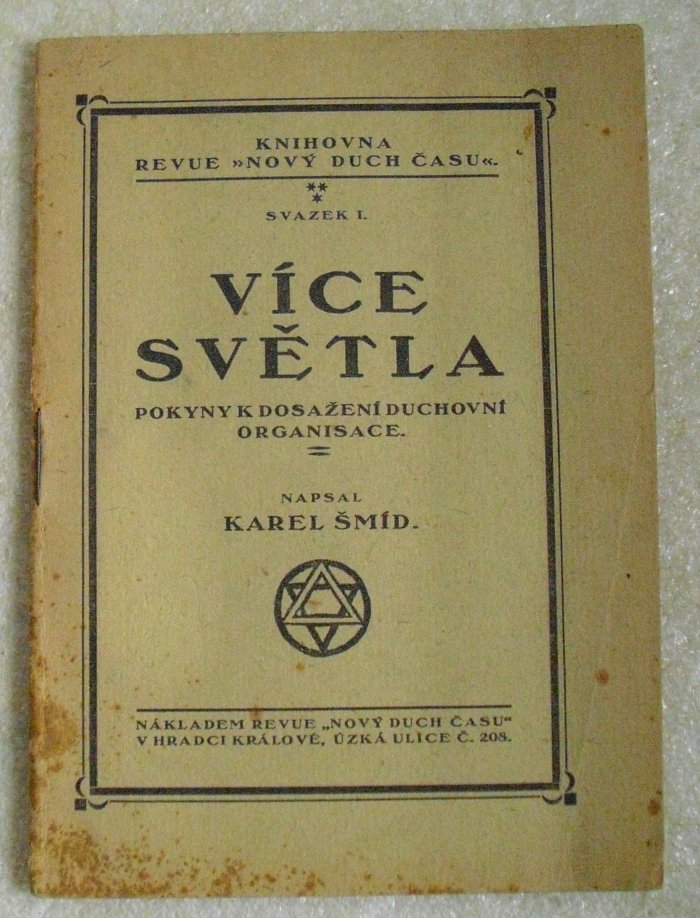 KNIHOVNA
REVUE »NOVÝ DUCH ČASU«.
SVAZEK I.
VÍCE
SVĚTLA
POKYNY K DOSAŽENÍ DUCHOVNÍ
ORGANISACE.
NAPSAL
KAREL ŠMÍD.
NÁKLADEM REVUE „NOVÝ DUCH ČASU"
V HRADCI KRÁLOVÉ, ÚZKÁ ULICE Č. 208.